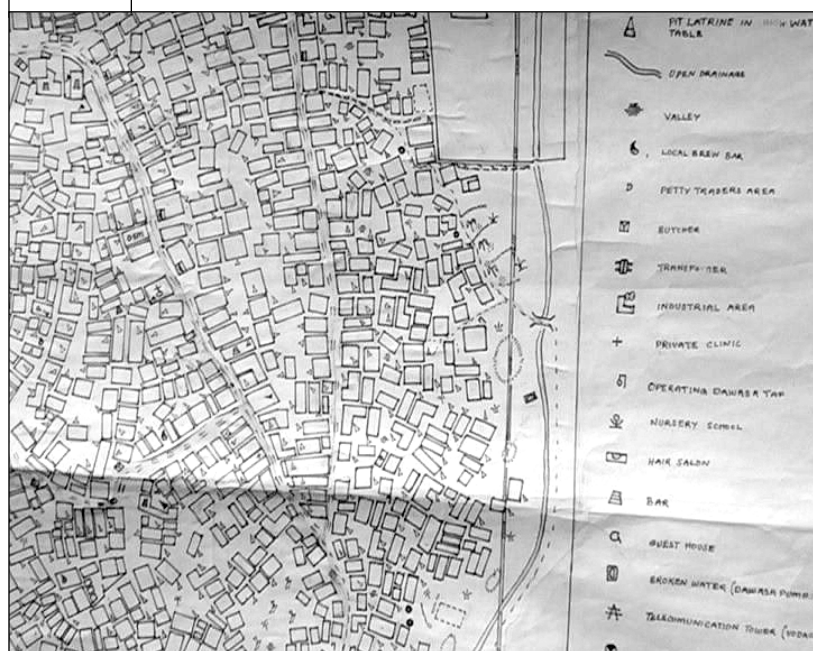 PIT LATRINE IN HIGH WAT
TABLE
OPEN DRAINAGE
VALLEY
LOCAL BREW BAR
PETTY TRADERS AREA
BUTCHER
TRANSFORMER
INDUSTRIAL AREA
PRIVATE CLINIC
OPERATING DAWASA TAP
NURSERY SCHOOL
HAIR SALON
BAR
GUEST HOUSE
BROKEN WATER (DAWASA PUMP
TELECOMMUNICATION TOWER (VODA